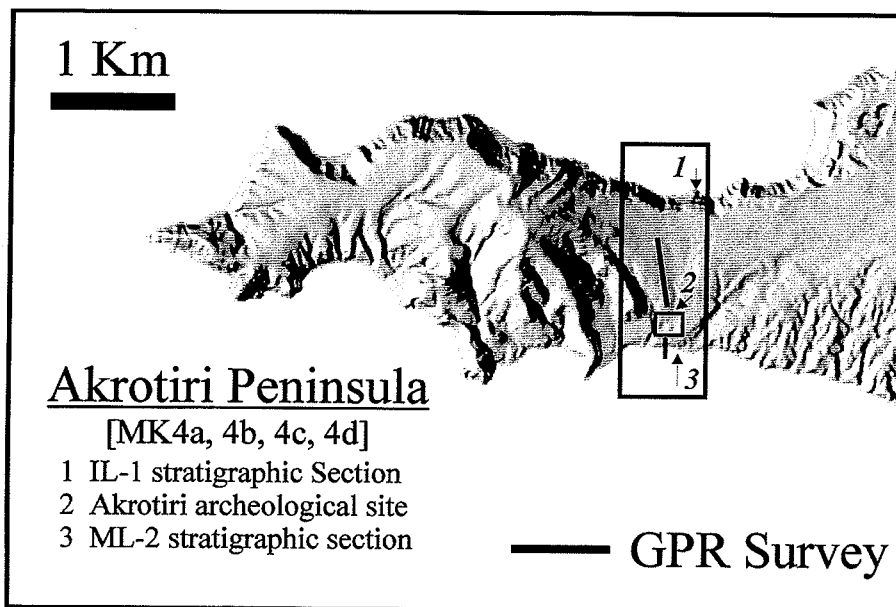 1 Km
1
2
3
Akrotiri Peninsula
[MK4a, 4b, 4c, 4d]
1 IL-1 stratigraphic Section
2 Akrotiri archeological site
3 ML-2 stratigraphic section
GPR Survey